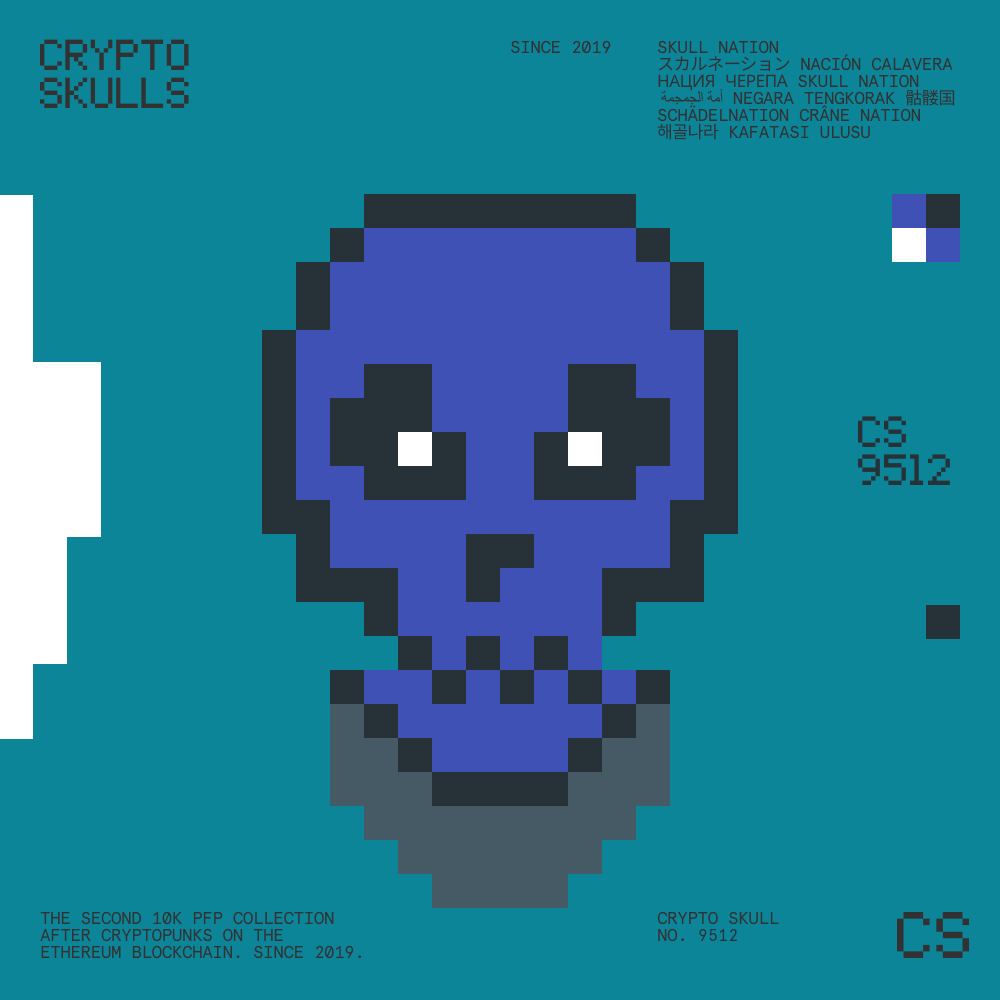 CRYPTO
SKULLS
SINCE 2019
SKULL NATION
スカルネーション NACIÓN CALAVERA
НАЦИЯ ЧЕРЕПА SKULL NATION
أمة الجمجمة NEGARA TENGKORAK 骷髅国
SCHÄDELNATION CRÂNE NATION
해골나라 KAFATASI ULUSU
CS
9512
THE SECOND 10K PFP COLLECTION
AFTER CRYPTOPUNKS ON THE
ETHEREUM BLOCKCHAIN. SINCE 2019.
CRYPTO SKULL
NO. 9512
CS